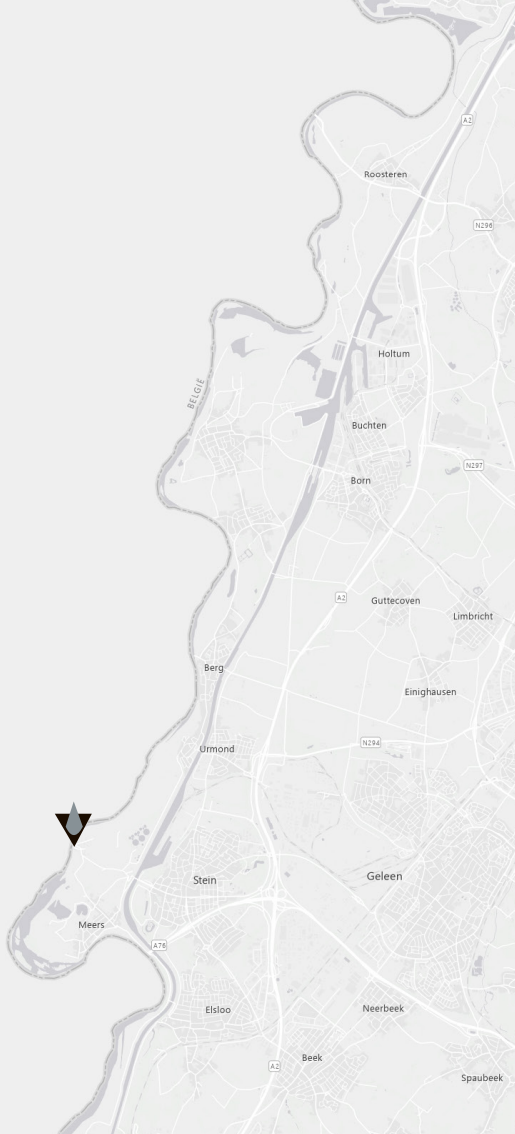 A2
Roosteren
N296
Holtum
BELGIË
Buchten
N297
Born
A2
Guttecoven
Limbricht
Berg
Einighausen
N294
Urmond
Stein
Geleen
Meers
A76
Elsloo
Neerbeek
Beek
A2
Spaubeek